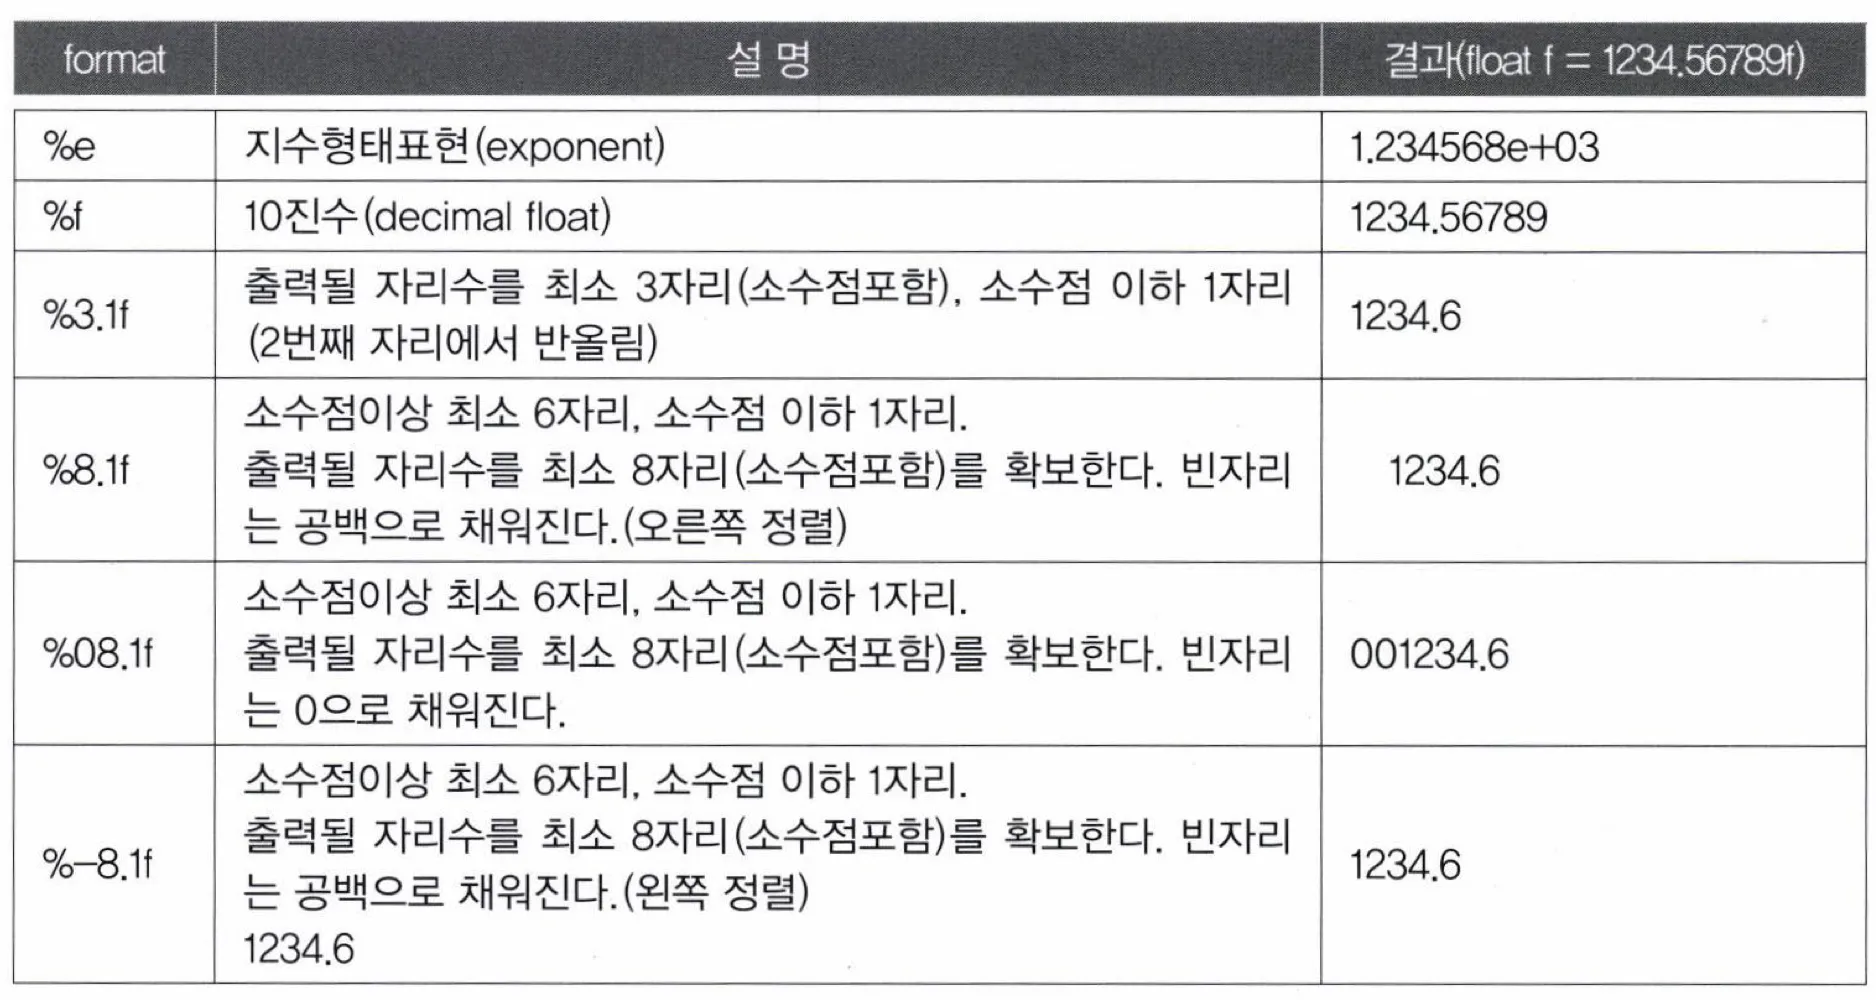 format 설 명 결과(float f = 1234.56789f)
%e 지수형태표현(exponent) 1.234568e+03
%f 10진수(decimal float) 1234.56789
%3.1f 출력될 자리수를 최소 3자리(소수점포함), 소수점 이하 1자리
(2번째 자리에서 반올림) 1234.6
%8.1f 소수점이상 최소 6자리, 소수점 이하 1자리.
출력될 자리수를 최소 8자리(소수점포함)를 확보한다. 빈자리
는 공백으로 채워진다.(오른쪽 정렬) 1234.6
%08.1f 소수점이상 최소 6자리, 소수점 이하 1자리.
출력될 자리수를 최소 8자리(소수점포함)를 확보한다. 빈자리
는 0으로 채워진다. 001234.6
%-8.1f 소수점이상 최소 6자리, 소수점 이하 1자리.
출력될 자리수를 최소 8자리(소수점포함)를 확보한다. 빈자리
는 공백으로 채워진다.(왼쪽 정렬)
1234.6 1234.6